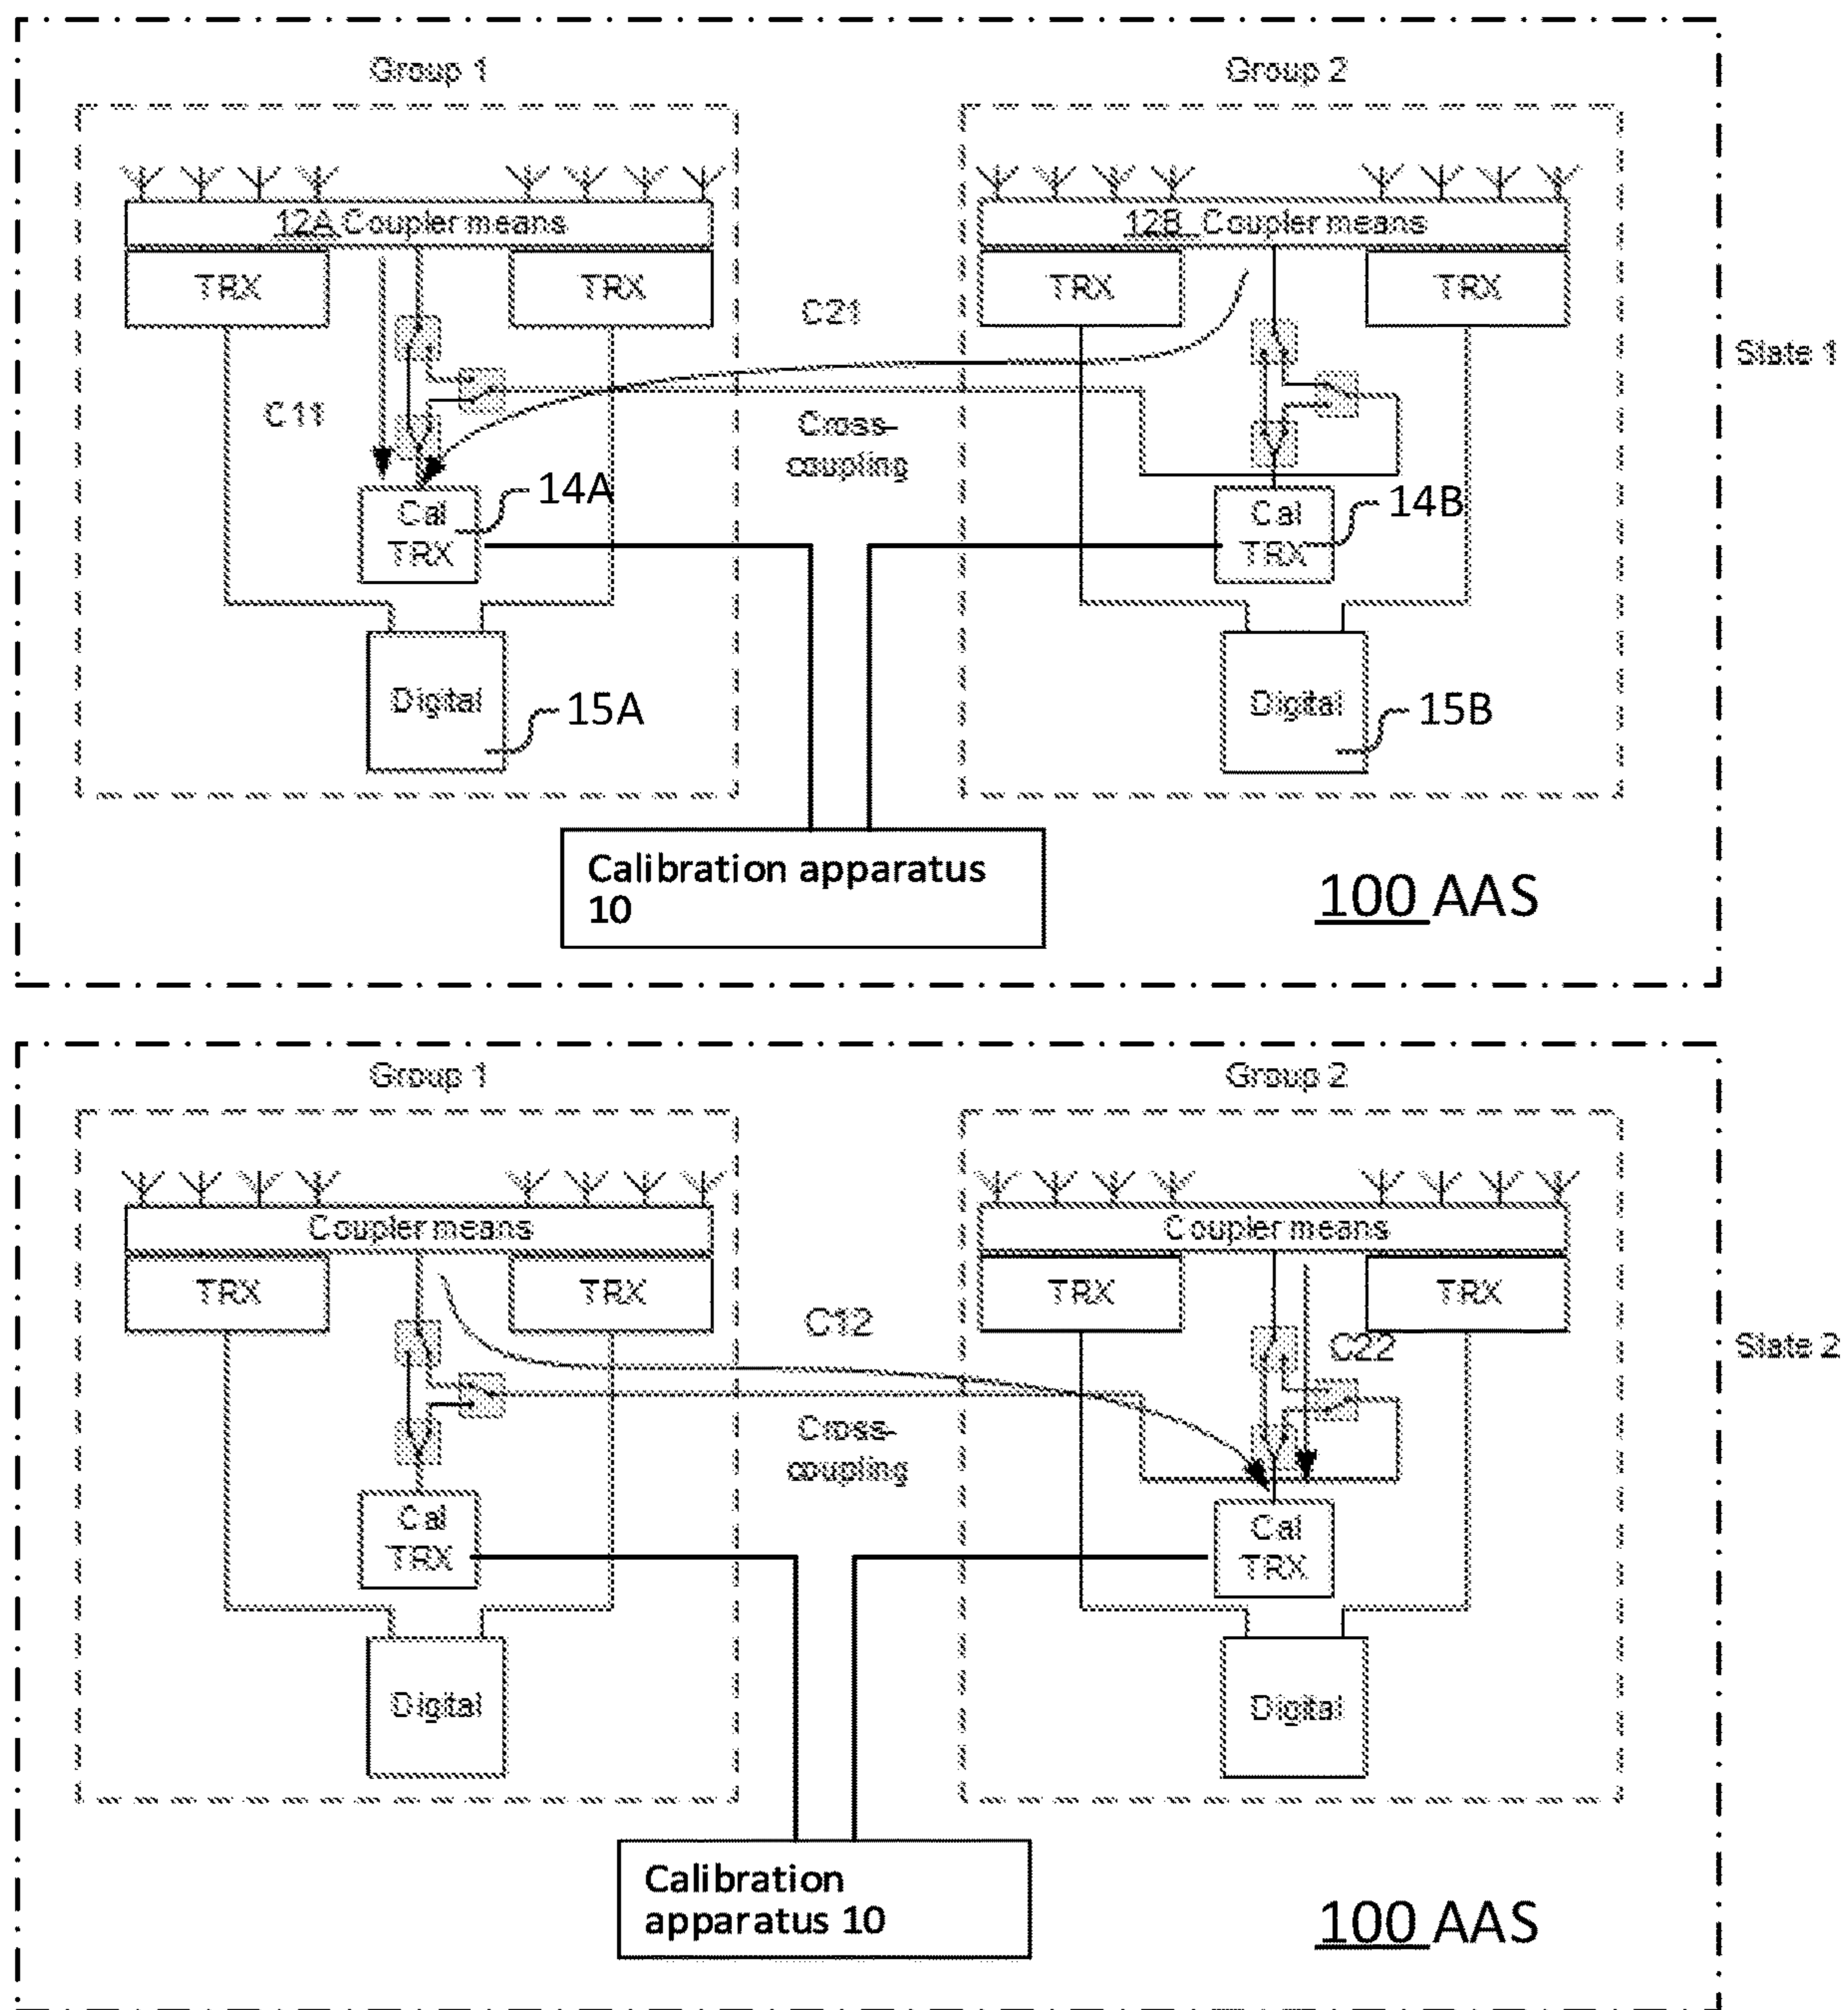 Group 1
Group 2
12A Coupler means
12B Coupler means
TRX
TRX
TRX
TRX
C21
State 1
C11
Cross-
coupling
14A
14B
Cal
TRX
Cal
TRX
Digital
15A
Digital
15B
Calibration apparatus
10
100 AAS
Group 1
Group 2
Coupler means
Coupler means
TRX
TRX
TRX
TRX
C12
C22
State 2
Cross-
coupling
Cal
TRX
Cal
TRX
Digital
Digital
Calibration
apparatus 10
100 AAS